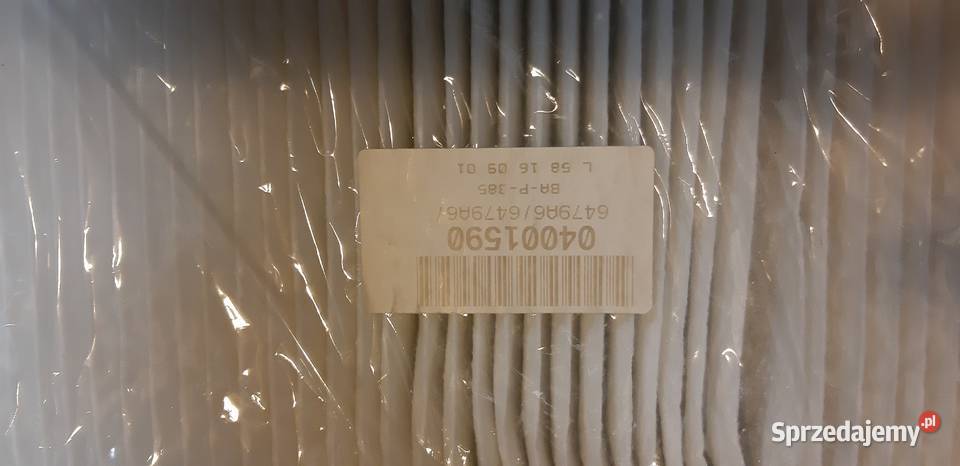 04001590
6479A6/6479A6/
BA-P-385
L 58 16 09 01
Sprzedajemy.pl